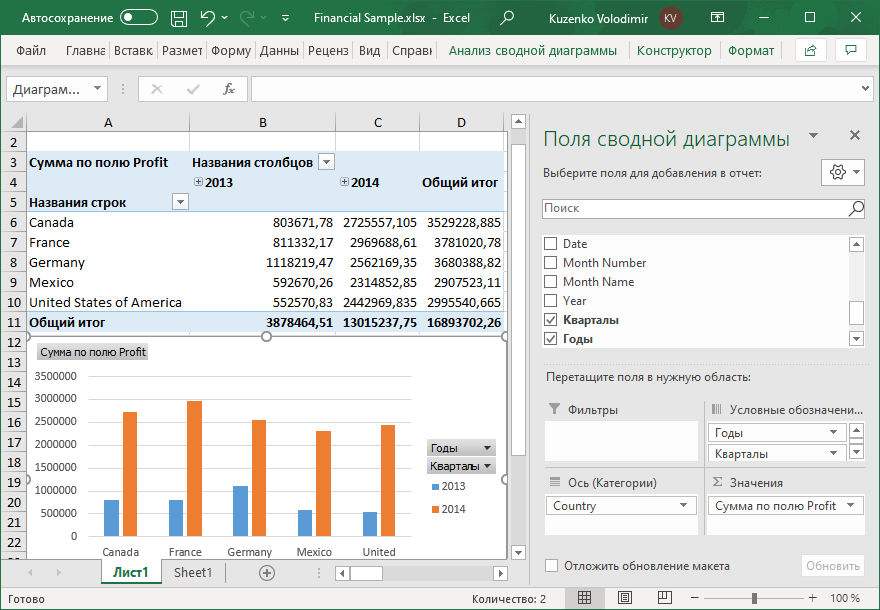 Автосохранение Financial Sample.xlsx - Excel Kuzenko Volodimir KV
Файл Главна Вставк Размет Форму Данны Реценз Вид Справк Анализ сводной диаграммы Конструктор Формат
Диаграм... fx
A B C D
2
3 Сумма по полю Profit Названия столбцов
4 2013 2014 Общий итог
5 Названия строк
6 Canada 803671,78 2725557,105 3529228,885
7 France 811332,17 2969688,61 3781020,78
8 Germany 1118219,47 2562169,35 3680388,82
9 Mexico 592670,26 2314852,85 2907523,11
10 United States of America 552570,83 2442969,835 2995540,665
11 Общий итог 3878464,51 13015237,75 16893702,26
12
13
14
15
16
17
18
19
20
21
22
Сумма по полю Profit
3500000
3000000
2500000
2000000
1500000
1000000
500000
0
Canada France Germany Mexico United
Годы
Кварталы
2013
2014
Лист1 Sheet1
Готово Количество: 2 100 %
Поля сводной диаграммы
Выберите поля для добавления в отчет:
Поиск
Date
Month Number
Month Name
Year
Кварталы
Годы
Перетащите поля в нужную область:
Фильтры
Условные обозначени...
Годы
Кварталы
Ось (Категории)
Country
Σ Значения
Сумма по полю Profit
Отложить обновление макета Обновить